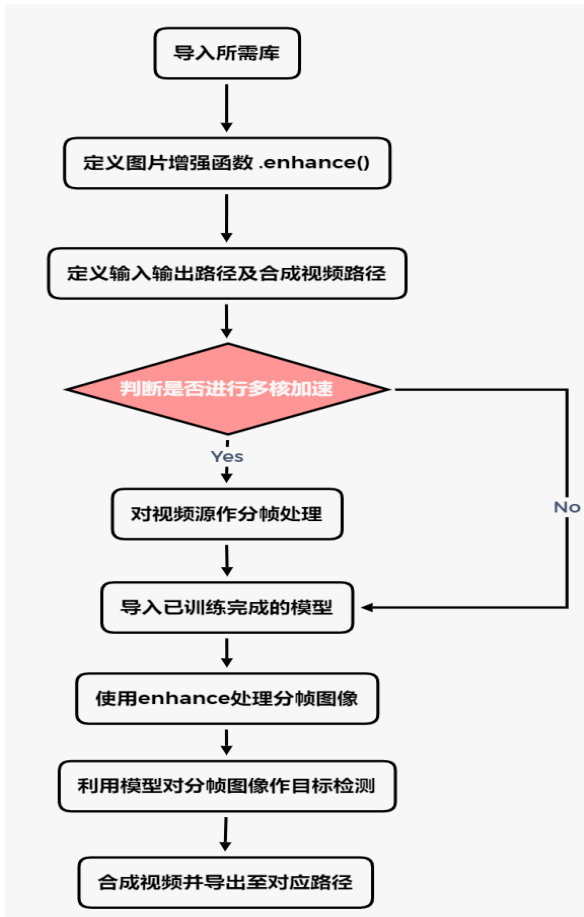 导入所需库
定义图片增强函数 .enhance()
定义输入输出路径及合成视频路径
判断是否进行多核加速
Yes
对视频源作分帧处理
No
导入已训练完成的模型
使用enhance处理分帧图像
利用模型对分帧图像作目标检测
合成视频并导出至对应路径